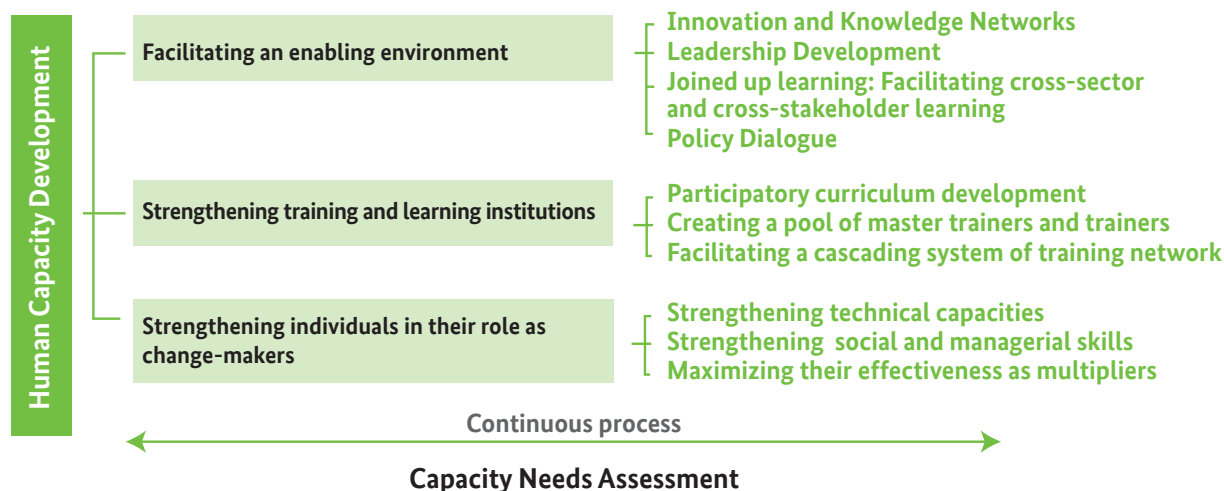 Human Capacity Development
Facilitating an enabling environment
Innovation and Knowledge Networks
Leadership Development
Joined up learning: Facilitating cross-sector
and cross-stakeholder learning
Policy Dialogue
Strengthening training and learning institutions
Participatory curriculum development
Creating a pool of master trainers and trainers
Facilitating a cascading system of training network
Strengthening individuals in their role as
change-makers
Strengthening technical capacities
Strengthening social and managerial skills
Maximizing their effectiveness as multipliers
Continuous process
Capacity Needs Assessment